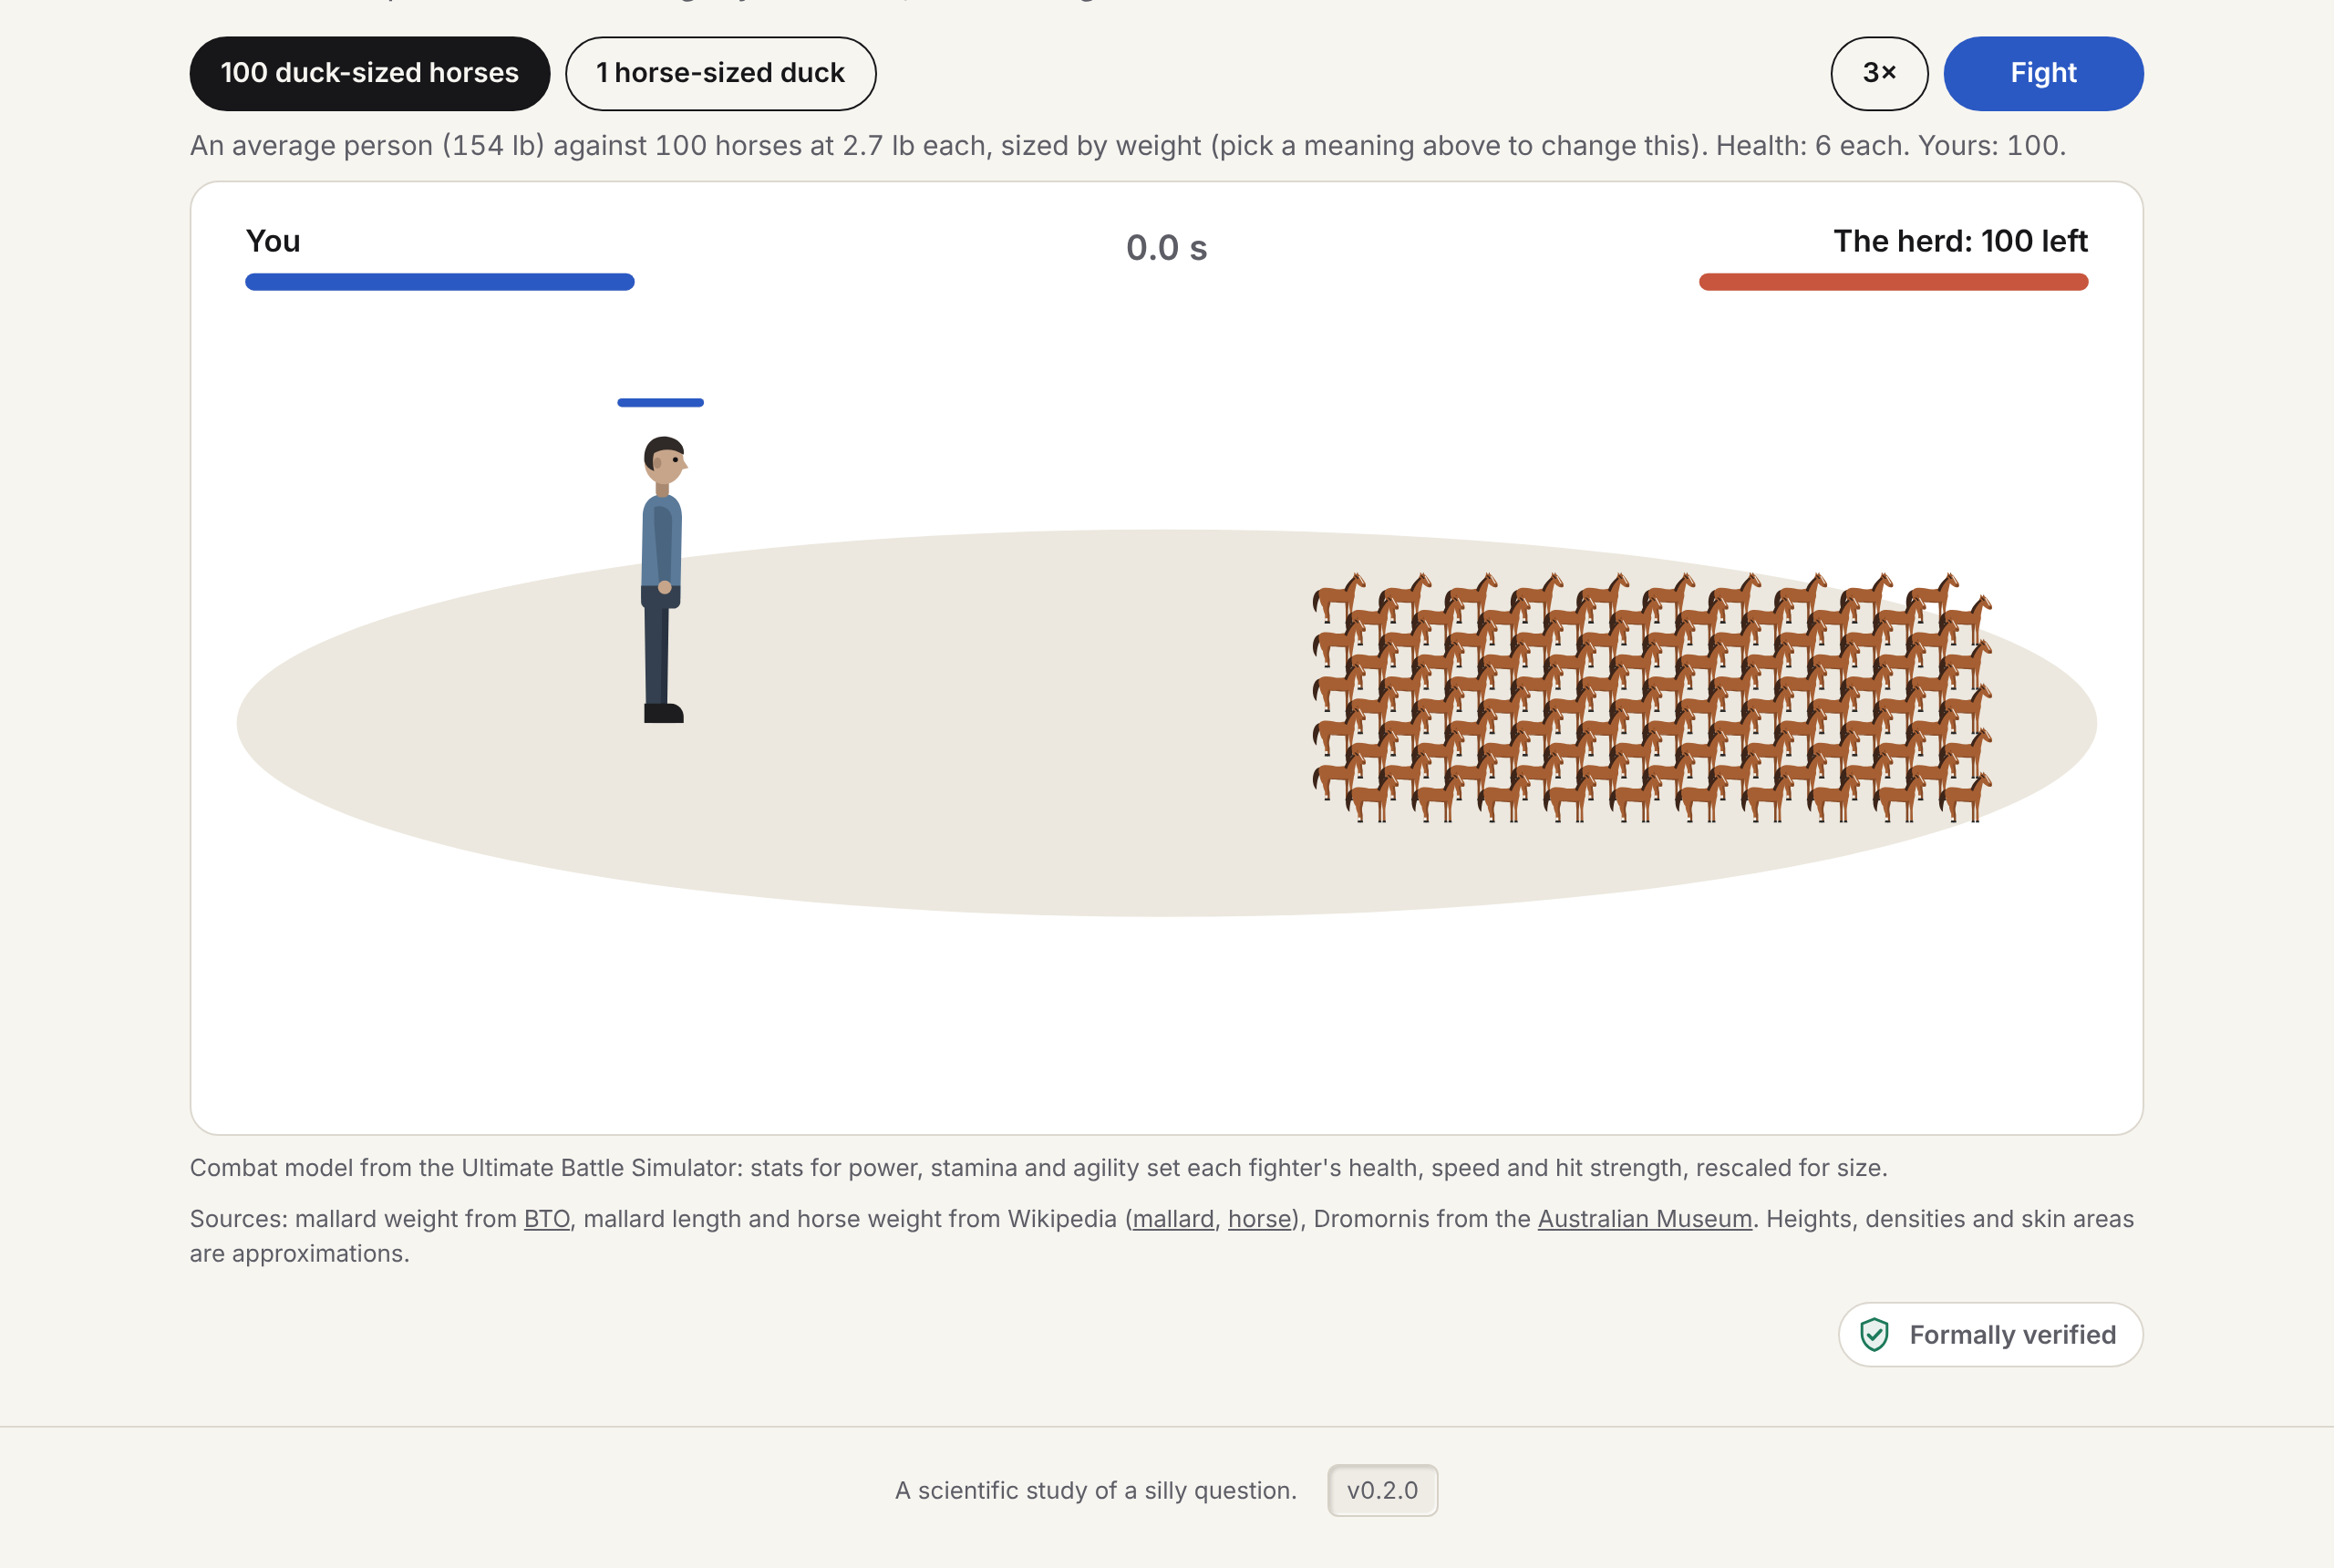 100 duck-sized horses
1 horse-sized duck
3×
Fight
An average person (154 lb) against 100 horses at 2.7 lb each, sized by weight (pick a meaning above to change this). Health: 6 each. Yours: 100.
You
0.0 s
The herd: 100 left
Combat model from the Ultimate Battle Simulator: stats for power, stamina and agility set each fighter's health, speed and hit strength, rescaled for size.
Sources: mallard weight from BTO, mallard length and horse weight from Wikipedia (mallard, horse), Dromornis from the Australian Museum. Heights, densities and skin areas
are approximations.
Formally verified
A scientific study of a silly question.
v0.2.0